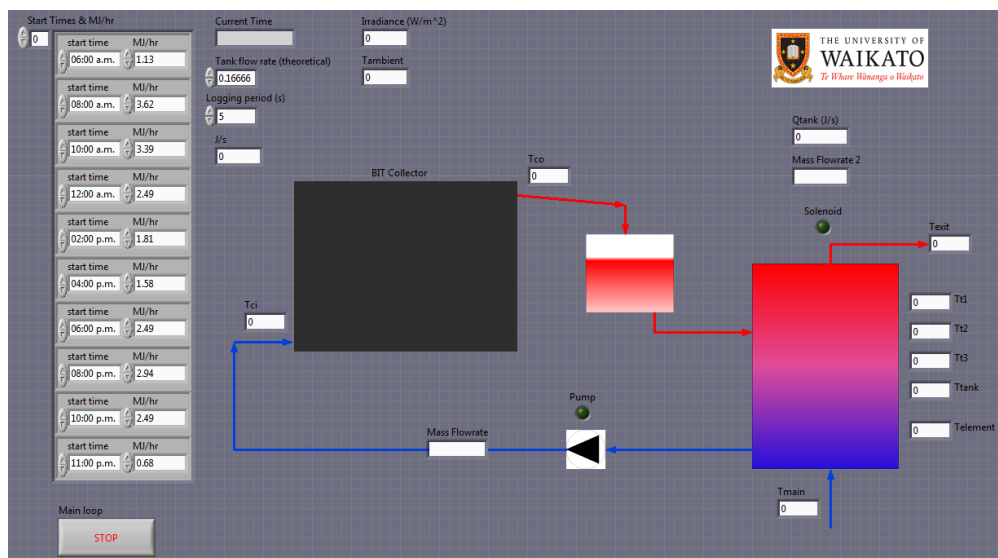 Start Times & MJ/hr
0
start time MJ/hr
06:00 a.m. 1.13
start time MJ/hr
08:00 a.m. 3.62
start time MJ/hr
10:00 a.m. 3.39
start time MJ/hr
12:00 a.m. 2.49
start time MJ/hr
02:00 p.m. 1.81
start time MJ/hr
04:00 p.m. 1.58
start time MJ/hr
06:00 p.m. 2.49
start time MJ/hr
08:00 p.m. 2.94
start time MJ/hr
10:00 p.m. 2.49
start time MJ/hr
11:00 p.m. 0.68
Main loop
STOP
Current Time
Tank flow rate (theoretical)
0.16666
Logging period (s)
5
J/s
0
Irradiance (W/m^2)
0
Tambient
0
THE UNIVERSITY OF
WAIKATO
Te Whare Wānanga o Waikato
Qtank (J/s)
0
Mass Flowrate 2
BIT Collector
Tco
0
Solenoid
Texit
0
Tci
0
0 Tt1
0 Tt2
0 Tt3
0 Ttank
0 Telement
Pump
Mass Flowrate
Tmain
0